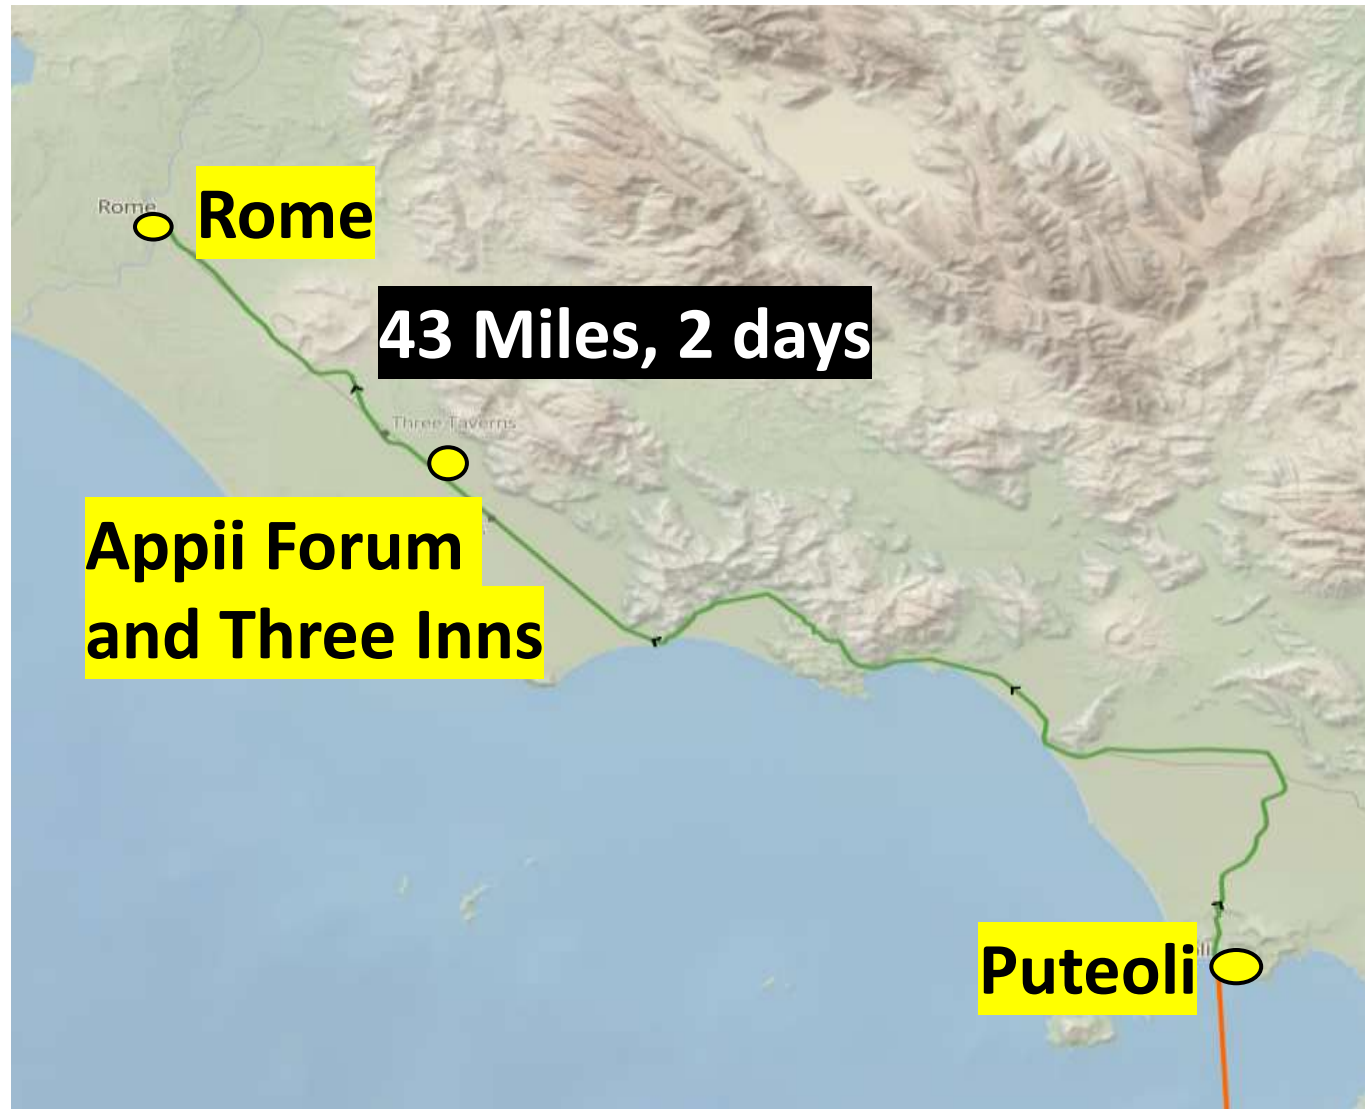 Rome
Rome
43 Miles, 2 days
Three Taverns
Appii Forum
and Three Inns
Puteoli